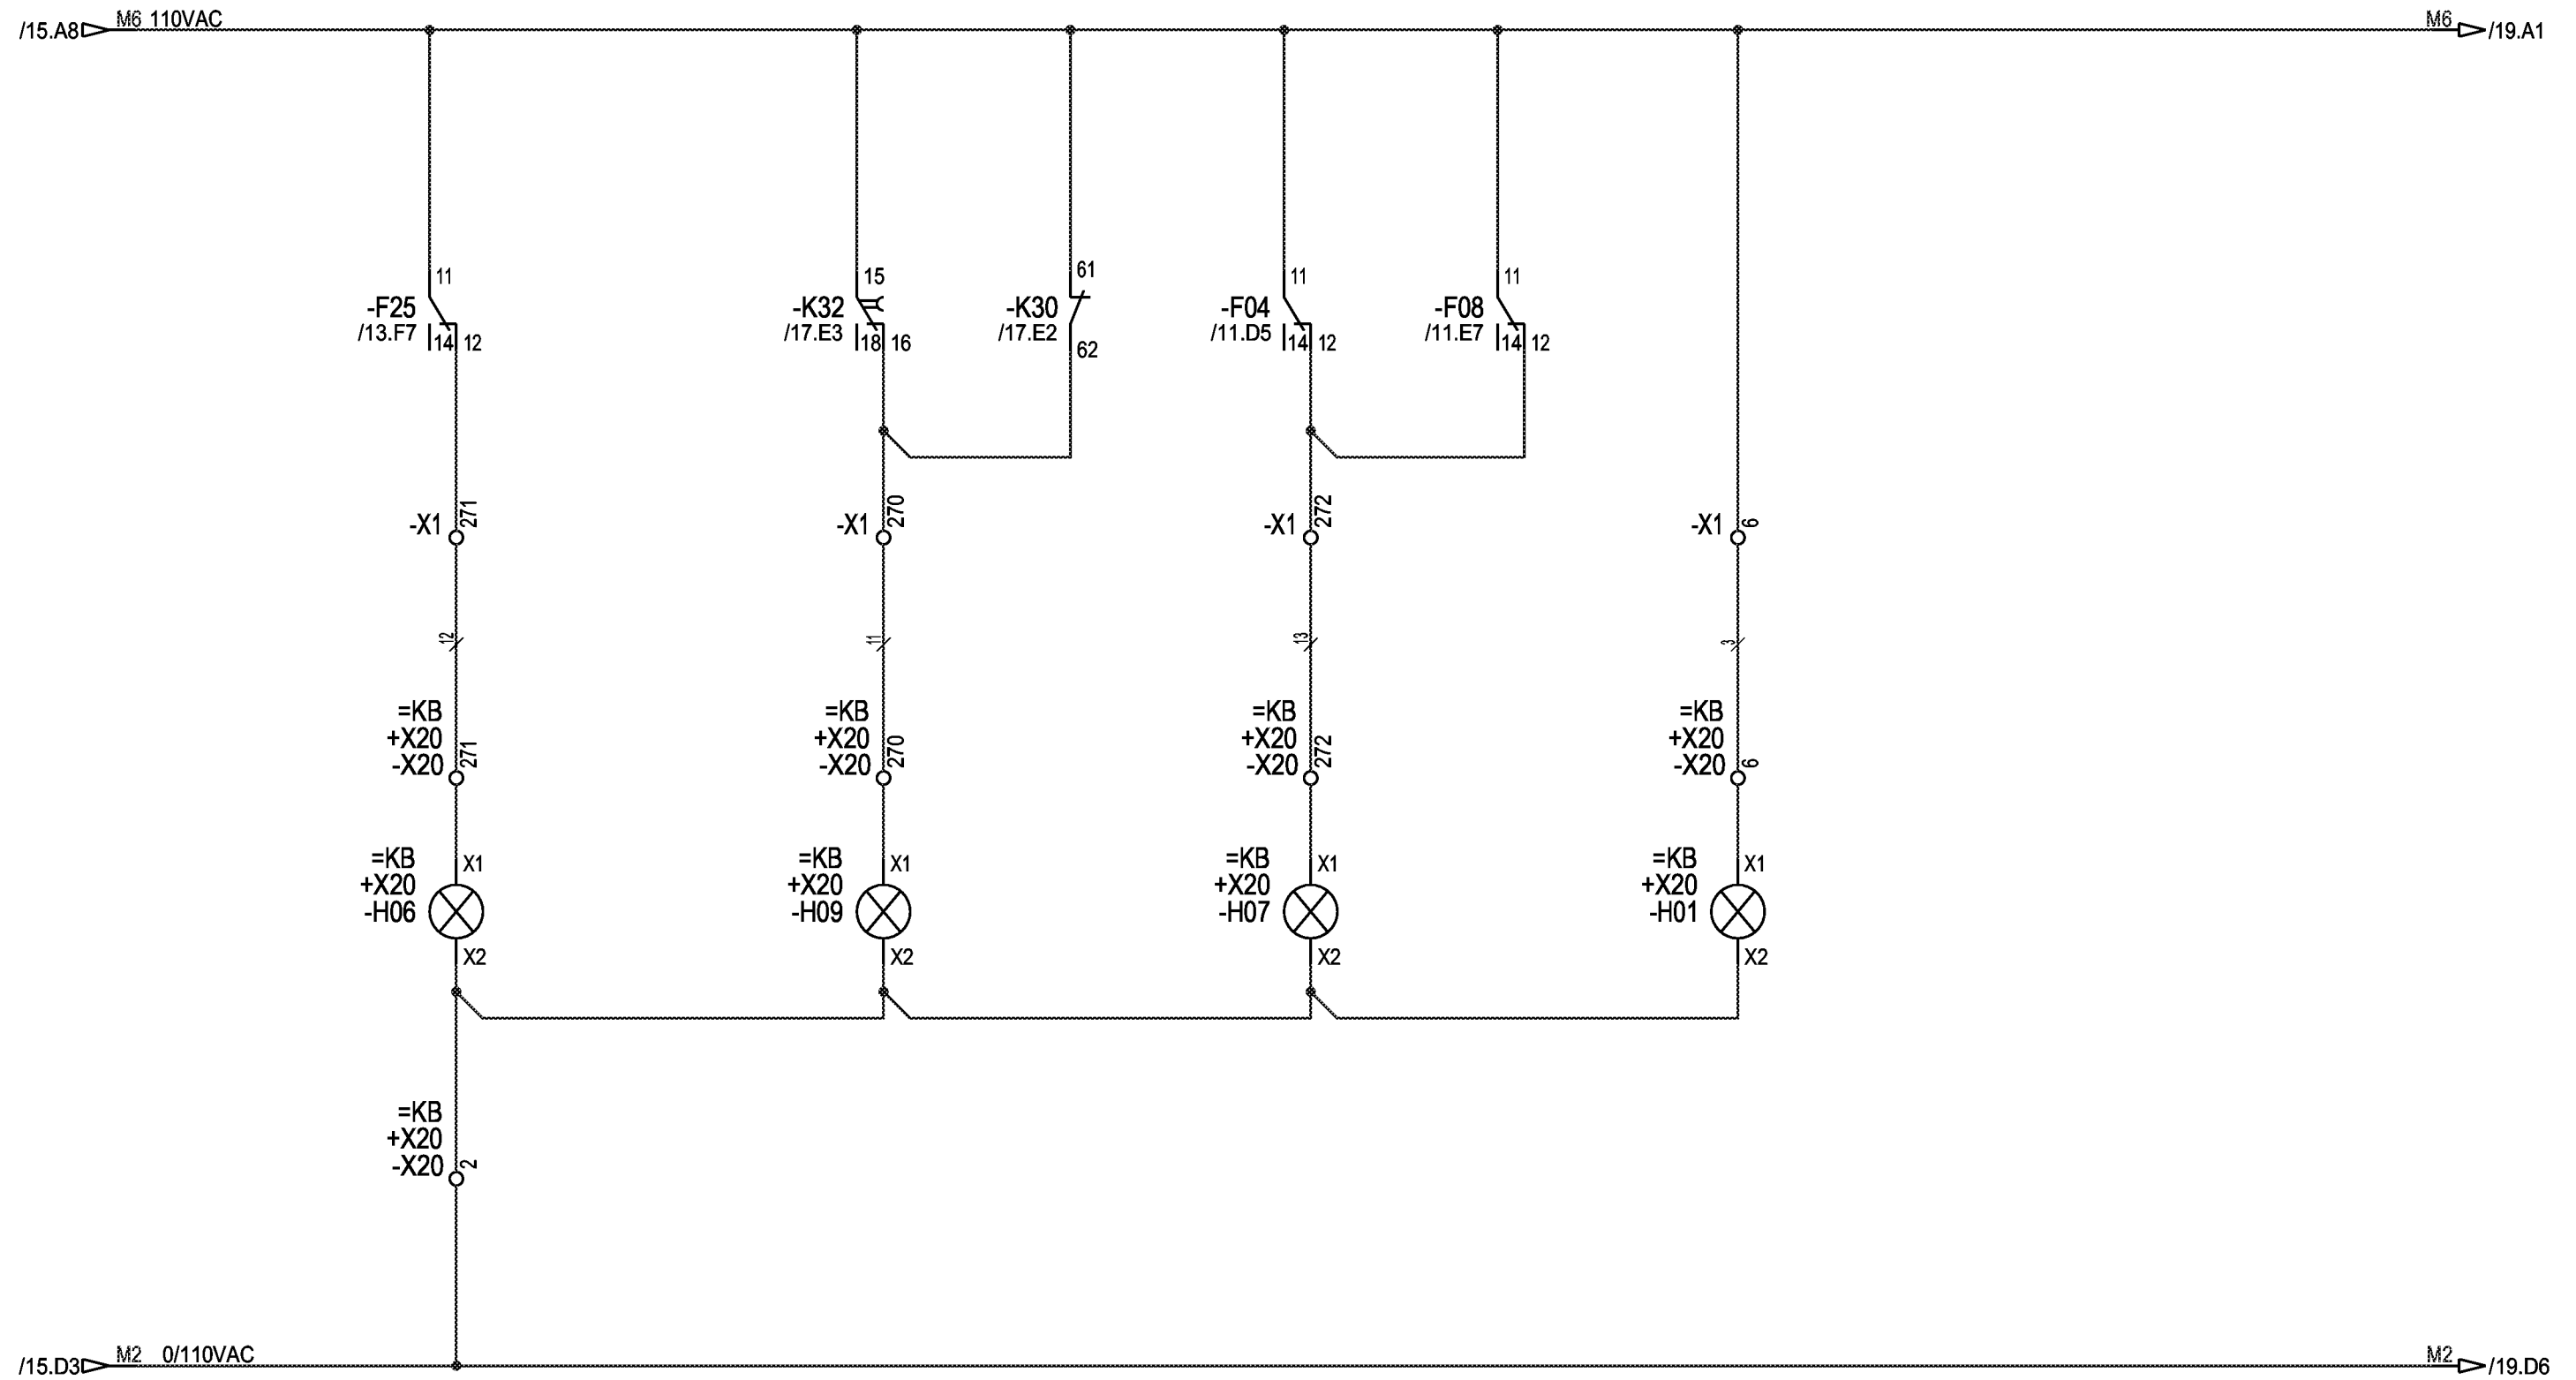 M6 110VAC
/15.A8
M6
/19.A1
11
-F25
/13.F7
14 12
15
-K32
/17.E3
18 16
61
-K30
/17.E2
62
11
-F04
/11.D5
14 12
11
-F08
/11.E7
14 12
-X1 271
-X1 270
-X1 272
-X1 6
12
11
13
3
=KB
+X20
-X20 271
=KB
+X20
-X20 270
=KB
+X20
-X20 272
=KB
+X20
-X20 6
=KB
+X20
-H06
X1
X2
=KB
+X20
-H09
X1
X2
=KB
+X20
-H07
X1
X2
=KB
+X20
-H01
X1
X2
=KB
+X20
-X20 2
M2 0/110VAC
/15.D3
M2
/19.D6